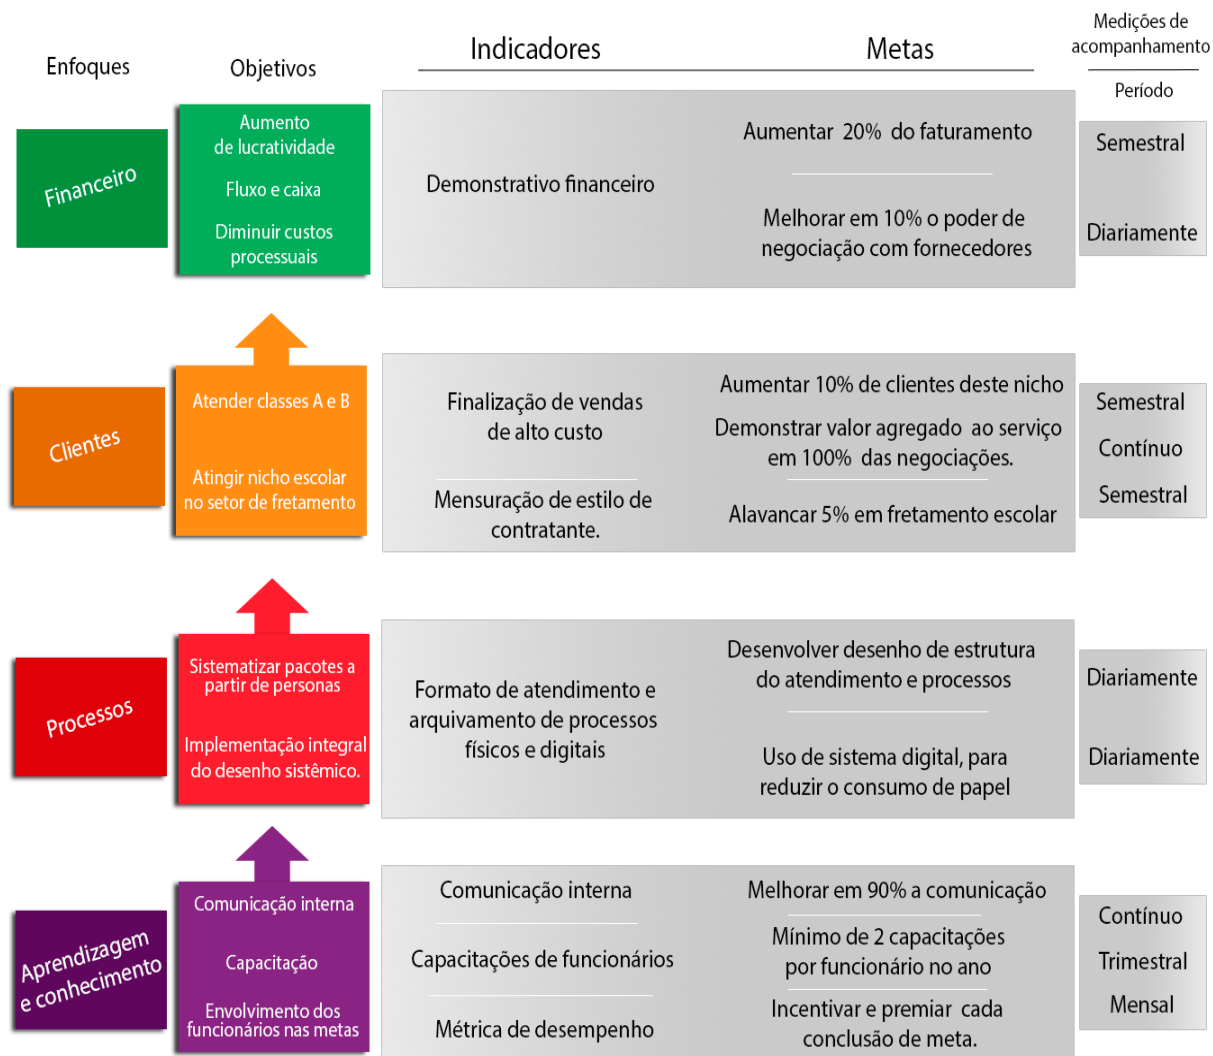 Enfoques
Objetivos
Indicadores
Metas
Medições de
acompanhamento
Período
Financeiro
Aumento
de lucratividade
Fluxo e caixa
Diminuir custos
processuais
Demonstrativo financeiro
Aumentar 20% do faturamento
Melhorar em 10% o poder de
negociação com fornecedores
Semestral
Diariamente
Clientes
Atender classes A e B
Atingir nicho escolar
no setor de fretamento
Finalização de vendas
de alto custo
Mensuração de estilo de
contratante.
Aumentar 10% de clientes deste nicho
Demonstrar valor agregado ao serviço
em 100% das negociações.
Alavancar 5% em fretamento escolar
Semestral
Contínuo
Semestral
Processos
Sistematizar pacotes a
partir de personas
Implementação integral
do desenho sistêmico.
Formato de atendimento e
arquivamento de processos
físicos e digitais
Desenvolver desenho de estrutura
do atendimento e processos
Uso de sistema digital, para
reduzir o consumo de papel
Diariamente
Diariamente
Aprendizagem
e conhecimento
Comunicação interna
Capacitação
Envolvimento dos
funcionários nas metas
Comunicação interna
Capacitações de funcionários
Métrica de desempenho
Melhorar em 90% a comunicação
Mínimo de 2 capacitações
por funcionário no ano
Incentivar e premiar cada
conclusão de meta.
Contínuo
Trimestral
Mensal